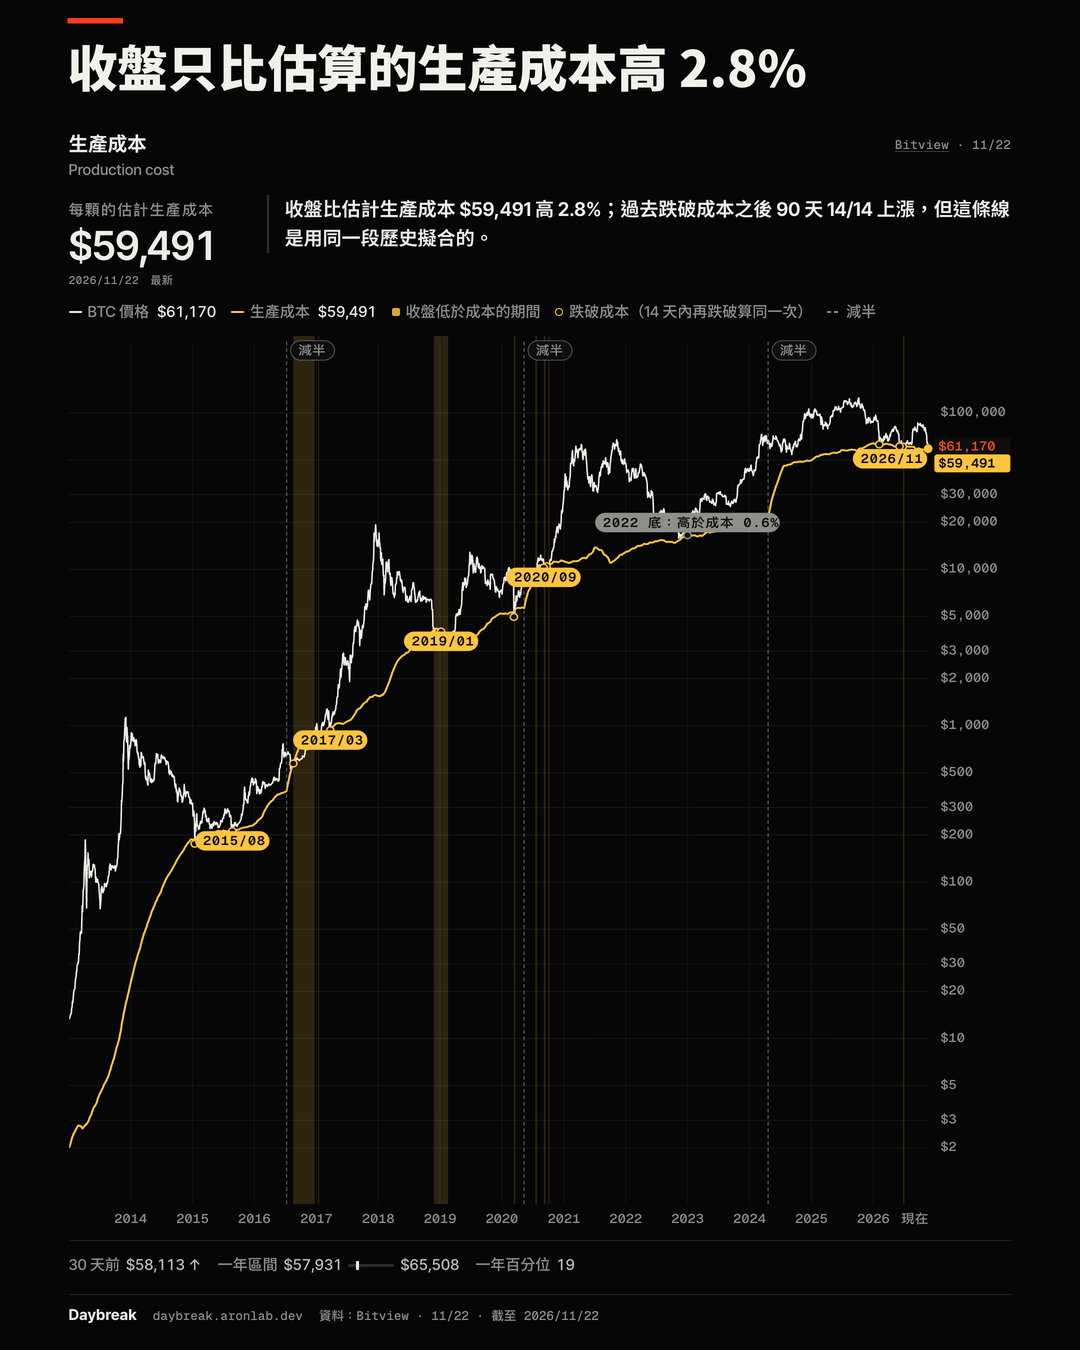 收盤只比估算的生產成本高 2.8%
生產成本
Bitview · 11/22
Production cost
每顆的估計生產成本
$59,491
2026/11/22 最新
收盤比估計生產成本 $59,491 高 2.8%；過去跌破成本之後 90 天 14/14 上漲，但這條線
是用同一段歷史擬合的。
BTC 價格 $61,170 生產成本 $59,491 收盤低於成本的期間 跌破成本（14 天內再跌破算同一次） 減半
減半 減半 減半
$100,000
$61,170
2026/11
$59,491
$30,000
2022 底：高於成本 0.6%
$20,000
$10,000
2020/09
$5,000
2019/01
$3,000
$2,000
$1,000
2017/03
$500
$300
$200
2015/08
$100
$50
$30
$20
$10
$5
$3
$2
2014 2015 2016 2017 2018 2019 2020 2021 2022 2023 2024 2025 2026 現在
30 天前 $58,113 ↑ 一年區間 $57,931 $65,508 一年百分位 19
Daybreak daybreak.aronlab.dev 資料：Bitview · 11/22 · 截至 2026/11/22